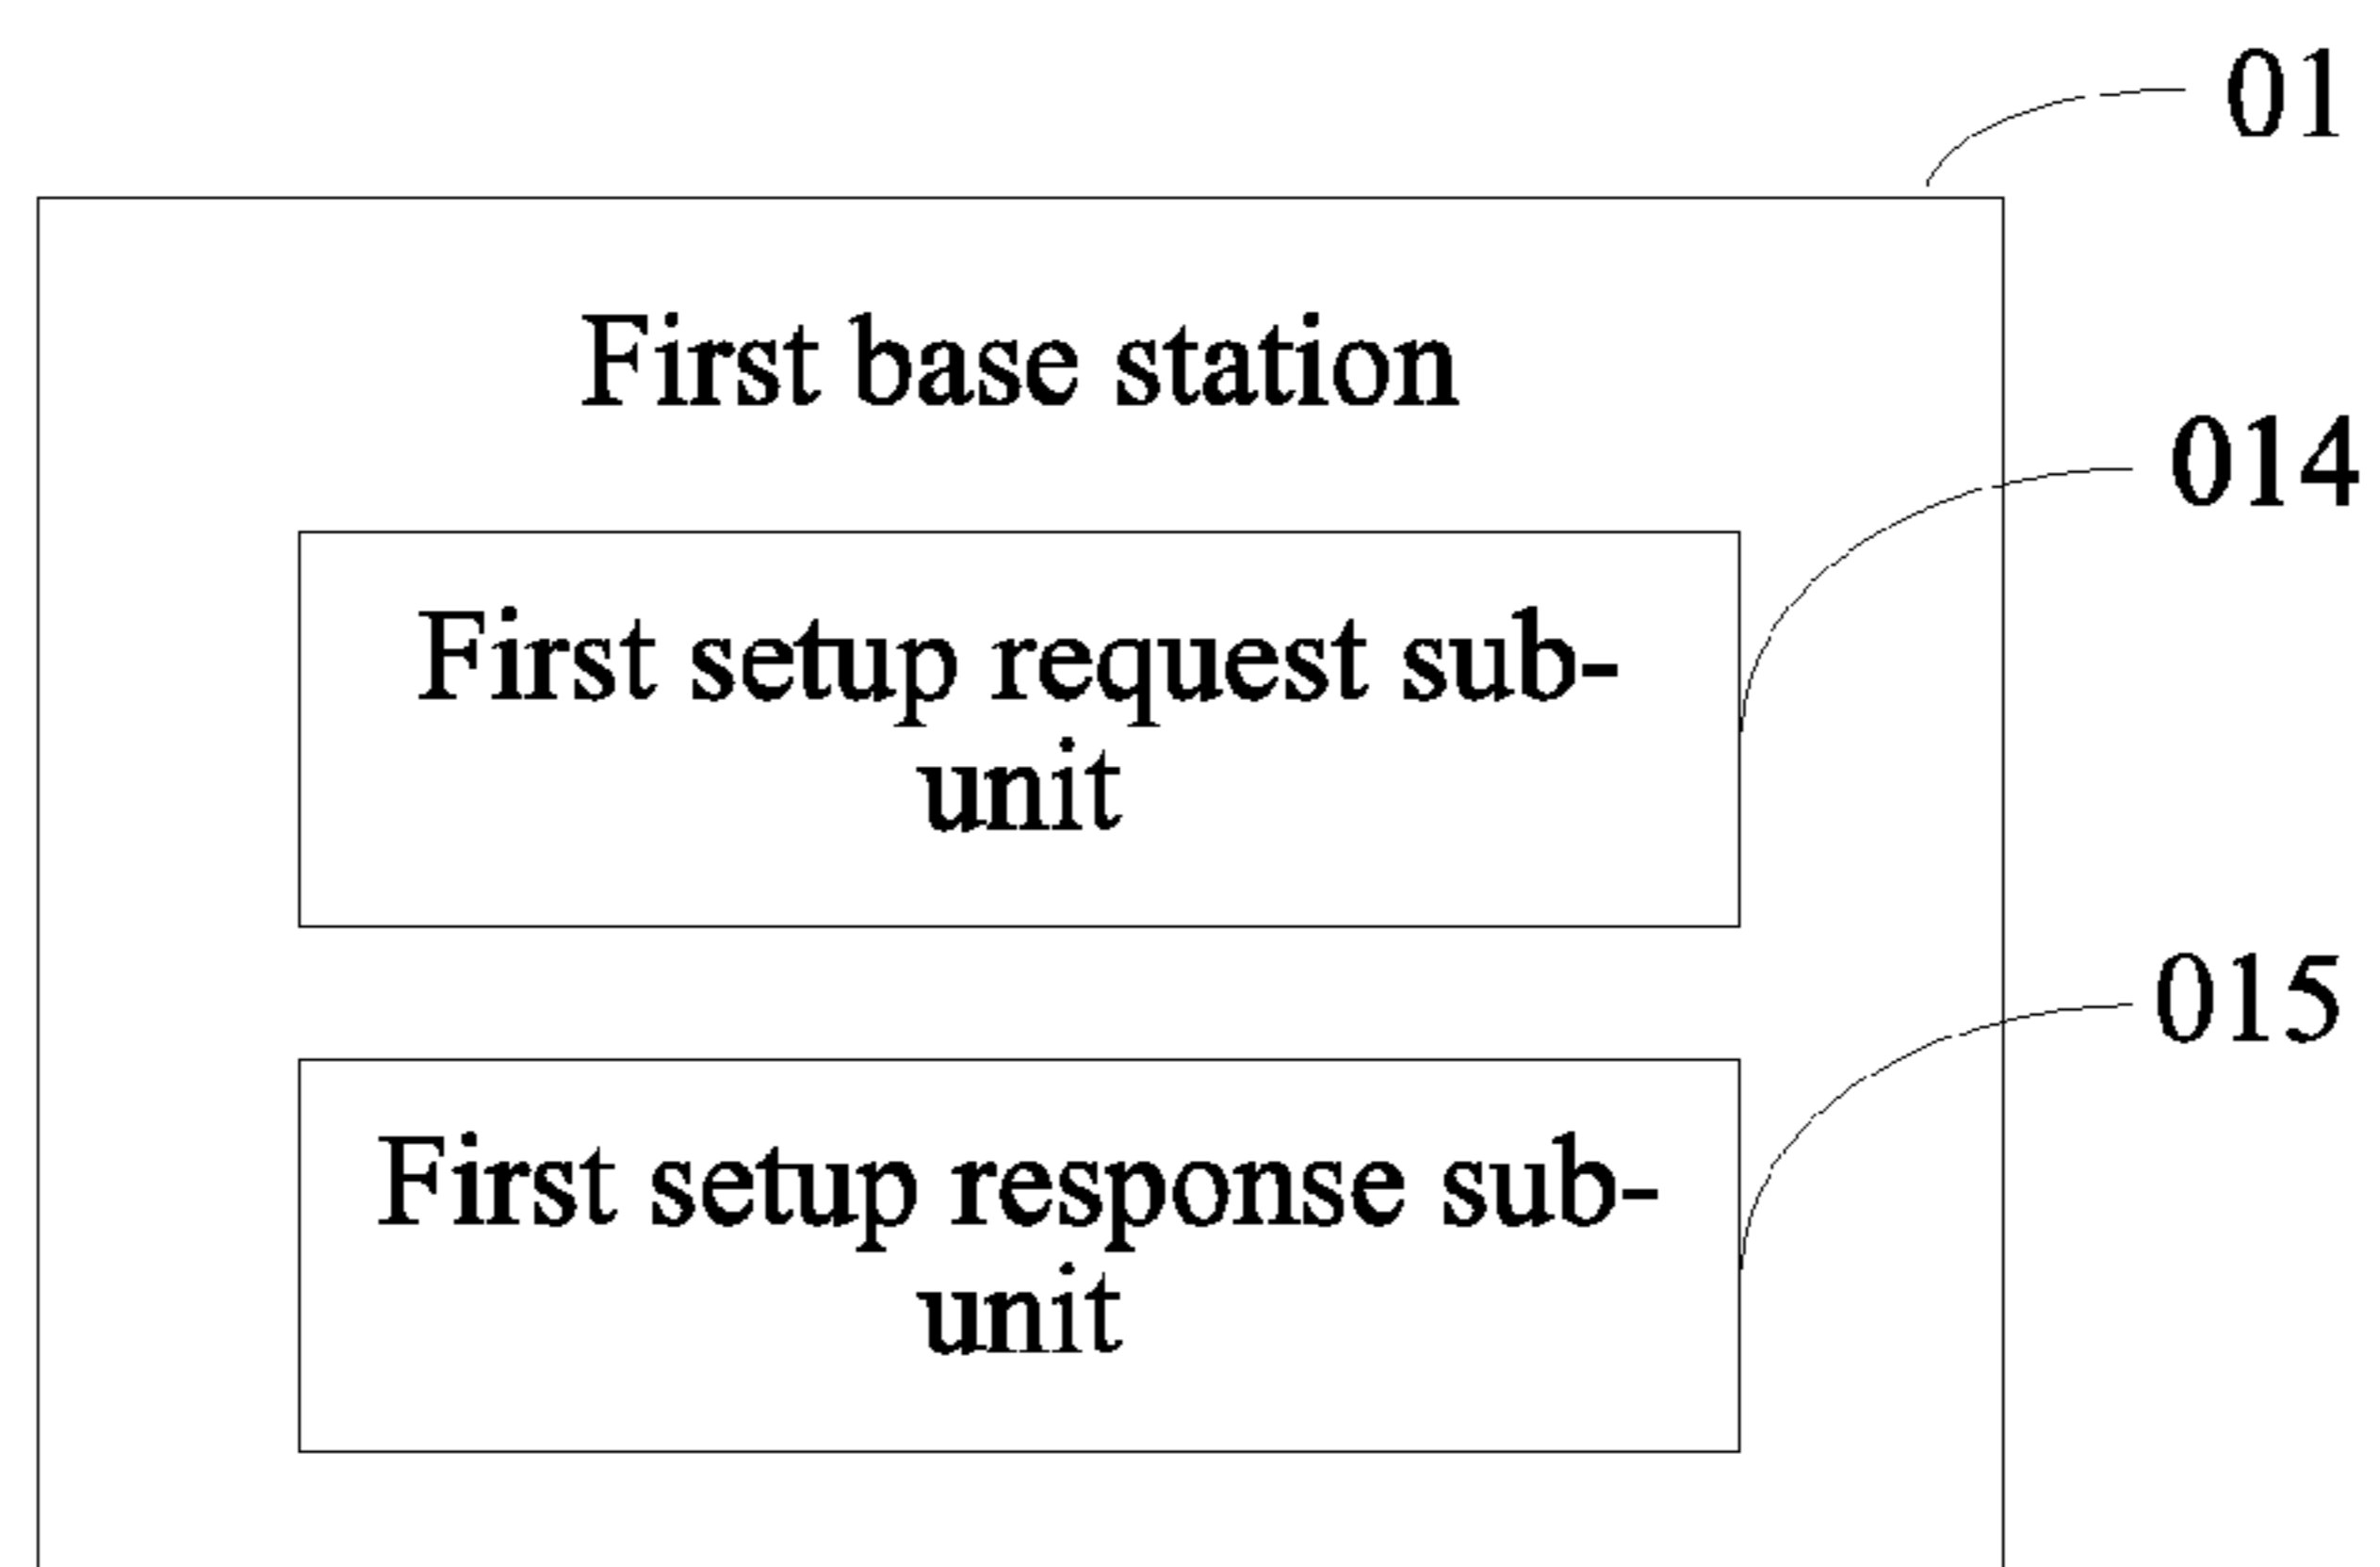 01
First base station
014
First setup request sub-
unit
015
First setup response sub-
unit